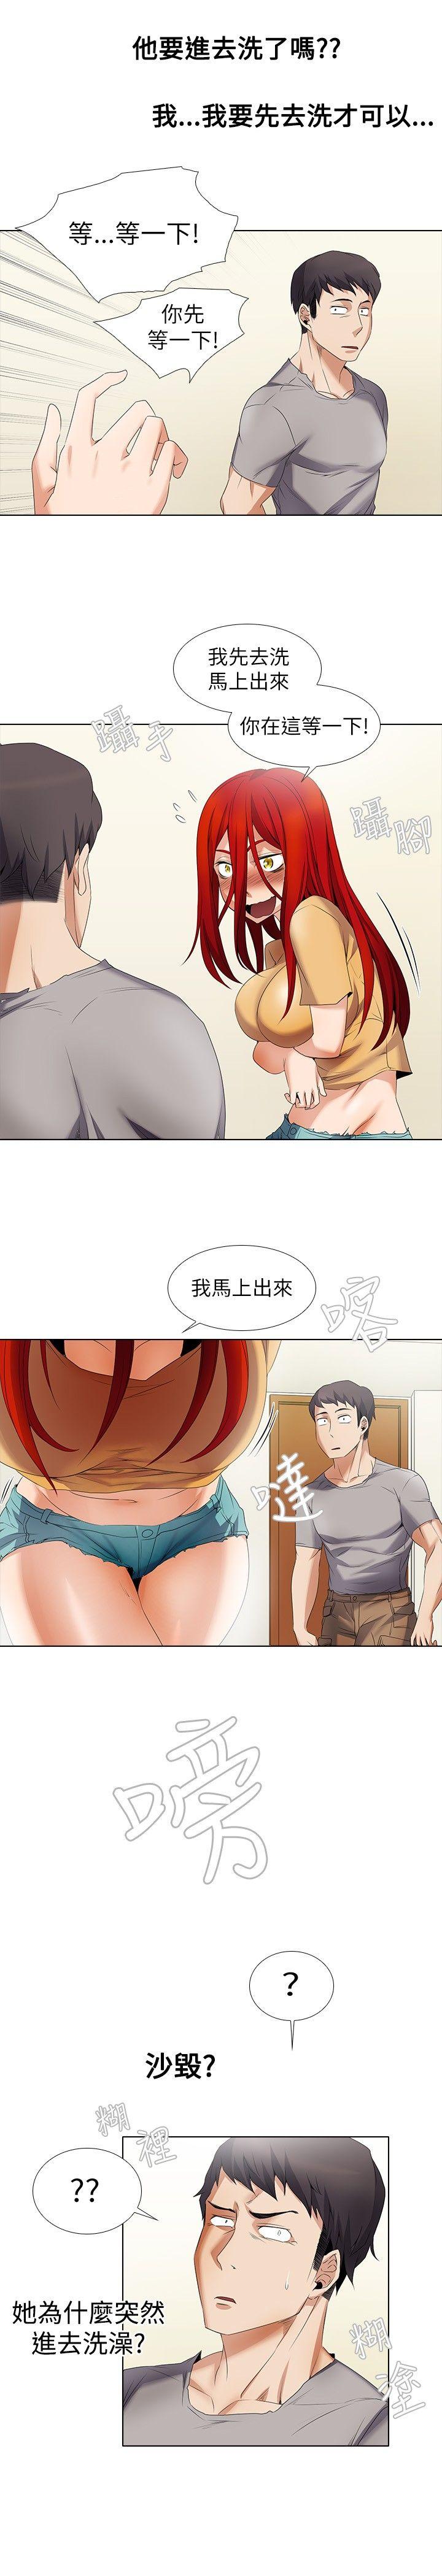 他要進去洗了嗎??
我...我要先去洗才可以...
等...等一下!
你先
等一下!
我先去洗
馬上出來
你在這等一下!
躡手
躡腳
我馬上出來
喀
噠
嗙
?
沙毀?
糊裡
??
她為什麼突然
進去洗澡?
糊塗